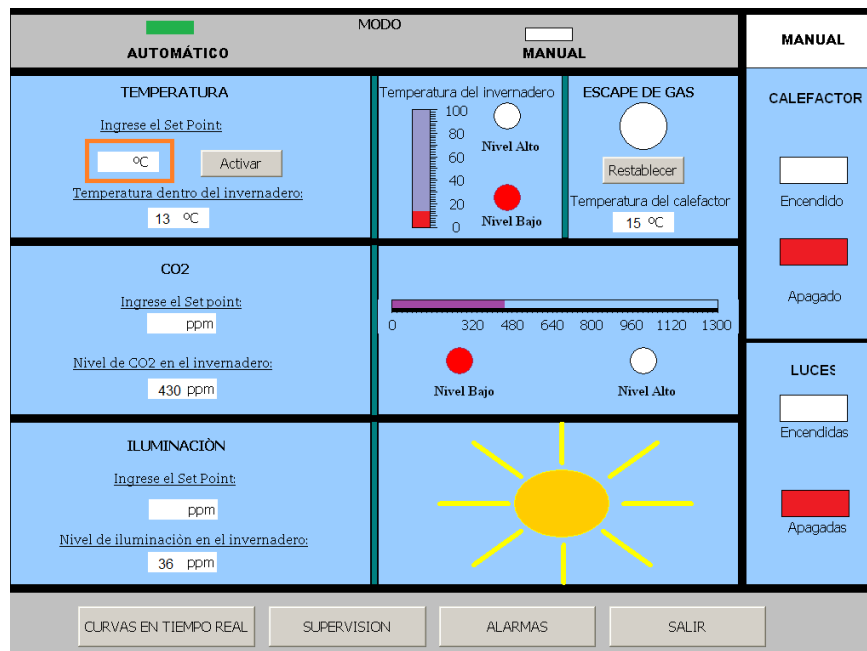 MODO
AUTOMÁTICO
MANUAL
MANUAL
TEMPERATURA
Ingrese el Set Point:
ºC
Activar
Temperatura dentro del invernadero:
13 ºC
Temperatura del invernadero
100
80
60
40
20
0
Nivel Alto
Nivel Bajo
ESCAPE DE GAS
Restablecer
Temperatura del calefactor
15 ºC
CALEFACTOR
Encendido
Apagado
CO2
Ingrese el Set point:
ppm
Nivel de CO2 en el invernadero:
430 ppm
0 320 480 640 800 960 1120 1300
Nivel Bajo
Nivel Alto
LUCES
Encendidas
Apagadas
ILUMINACIÒN
Ingrese el Set Point:
ppm
Nivel de iluminación en el invernadero:
36 ppm
CURVAS EN TIEMPO REAL
SUPERVISION
ALARMAS
SALIR